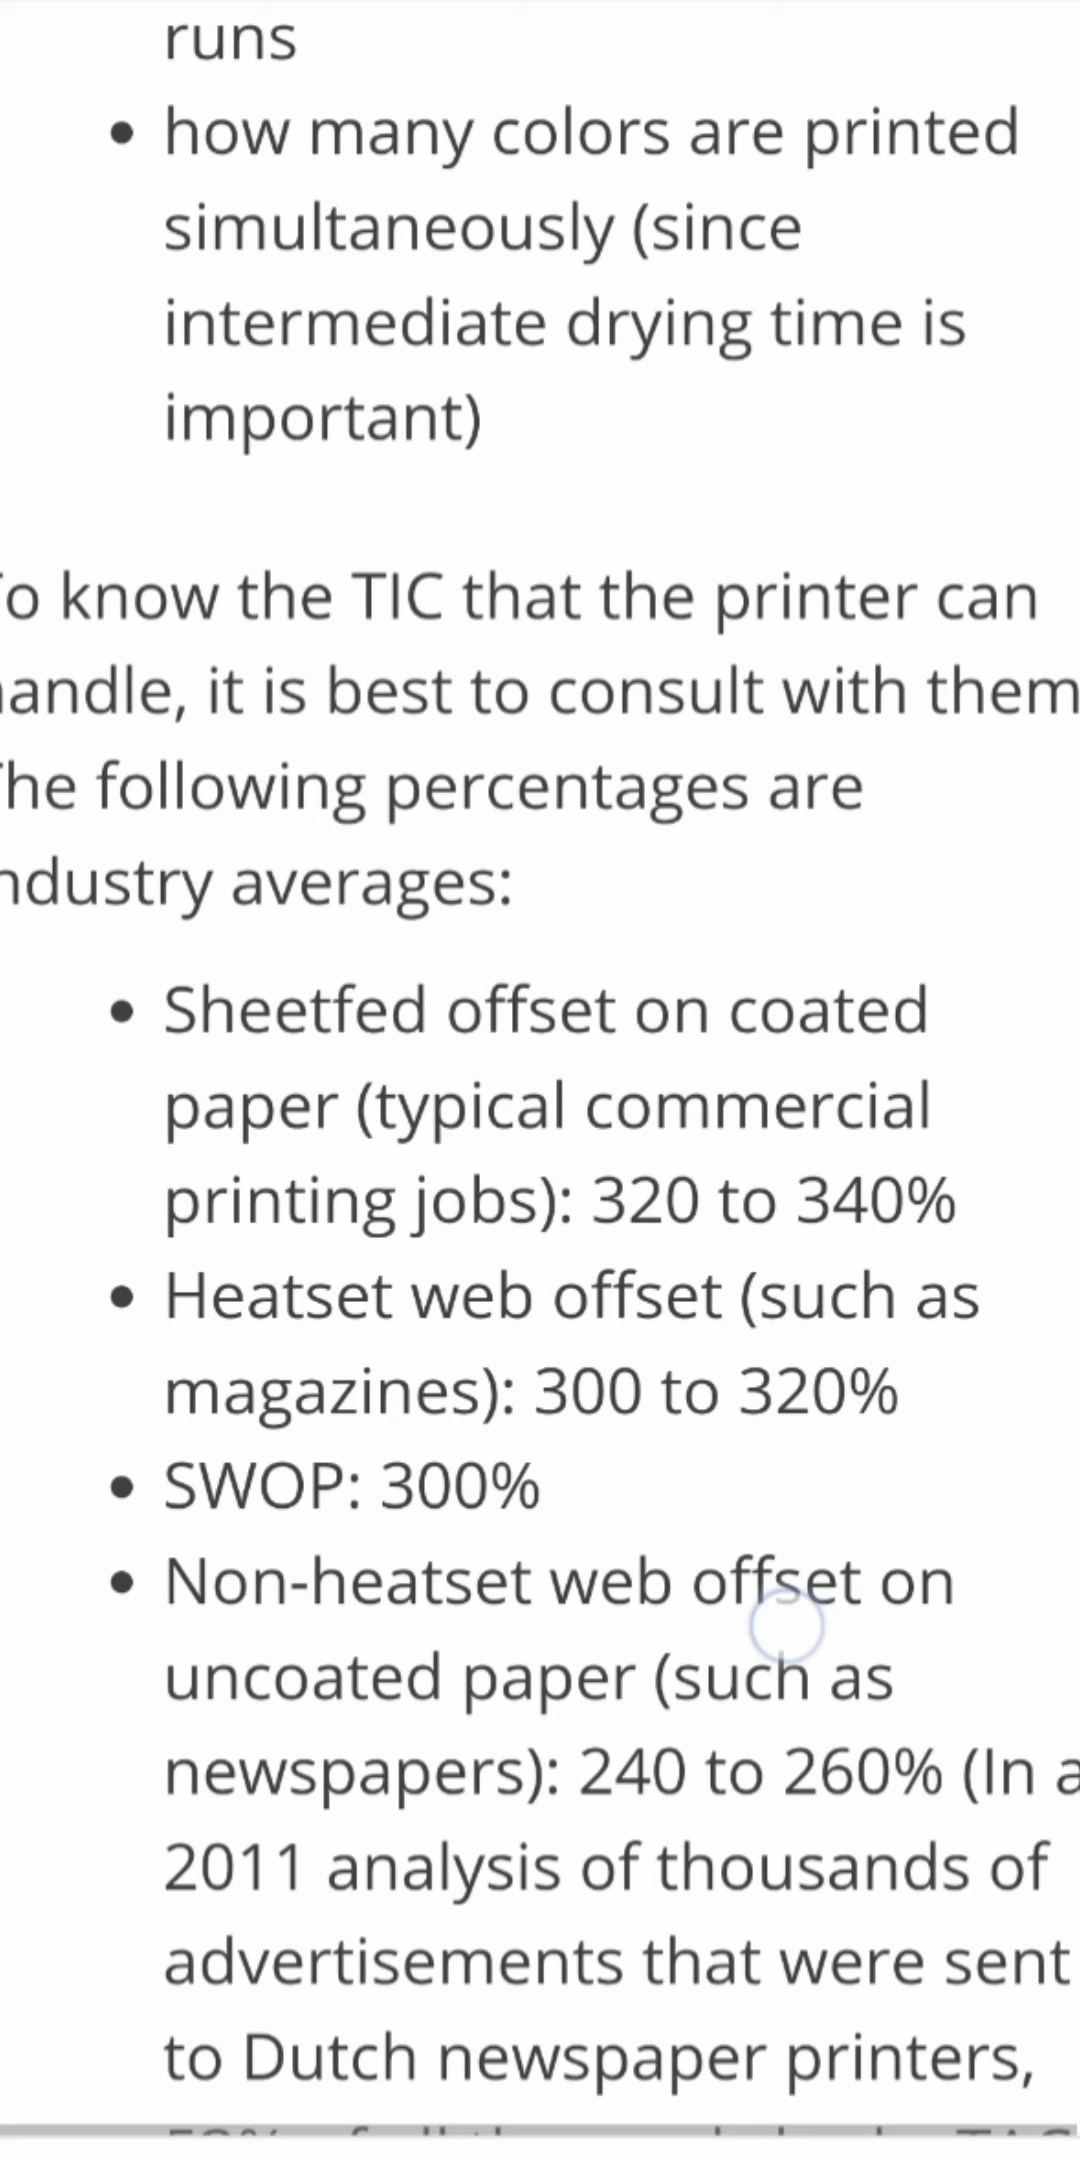 runs
• how many colors are printed
simultaneously (since
intermediate drying time is
important)
o know the TIC that the printer can
andle, it is best to consult with them
he following percentages are
ndustry averages:
• Sheetfed offset on coated
paper (typical commercial
printing jobs): 320 to 340%
• Heatset web offset (such as
magazines): 300 to 320%
• SWOP: 300%
• Non-heatset web offset on
uncoated paper (such as
newspapers): 240 to 260% (In a
2011 analysis of thousands of
advertisements that were sent
to Dutch newspaper printers,